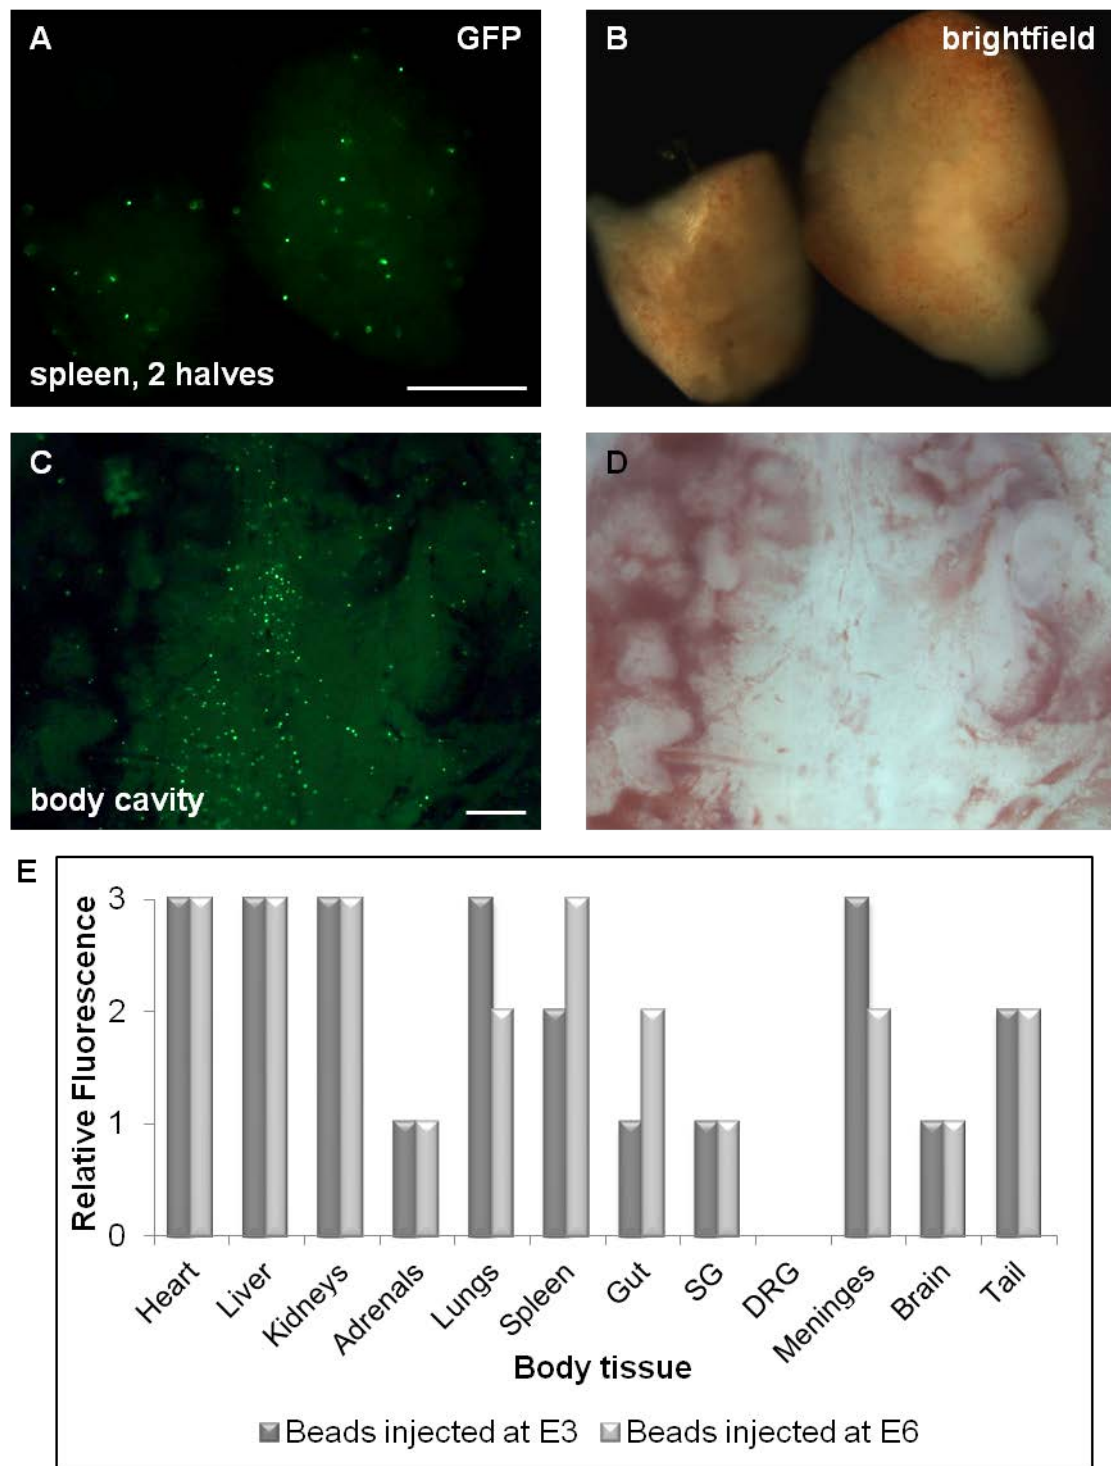 A GFP
B brightfield
spleen, 2 halves
C
D
body cavity
E
Relative Fluorescence
3
2
1
0
Heart
Liver
Kidneys
Adrenals
Lungs
Spleen
Gut
SG
DRG
Meninges
Brain
Tail
Body tissue
Beads injected at E3 Beads injected at E6